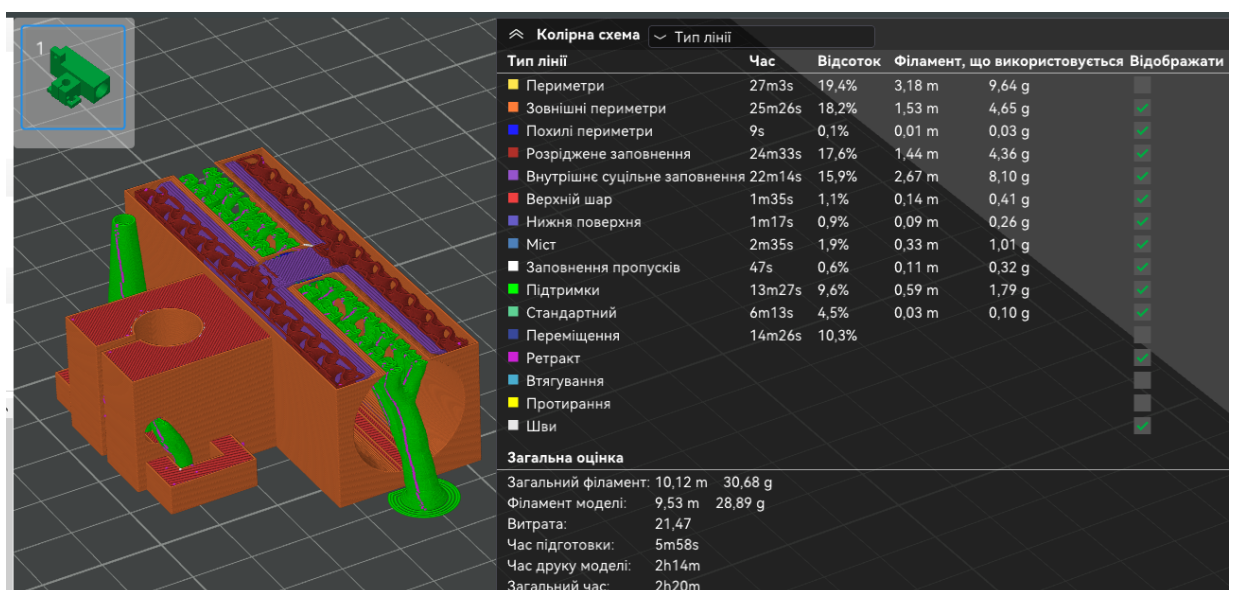 1
Колірна схема Тип лінії
Тип лінії Час Відсоток Філамент, що використовується Відображати
Периметри 27m3s 19,4% 3,18 m 9,64 g
Зовнішні периметри 25m26s 18,2% 1,53 m 4,65 g
Похилі периметри 9s 0,1% 0,01 m 0,03 g
Розріджене заповнення 24m33s 17,6% 1,44 m 4,36 g
Внутрішнє суцільне заповнення 22m14s 15,9% 2,67 m 8,10 g
Верхній шар 1m35s 1,1% 0,14 m 0,41 g
Нижня поверхня 1m17s 0,9% 0,09 m 0,26 g
Міст 2m35s 1,9% 0,33 m 1,01 g
Заповнення пропусків 47s 0,6% 0,11 m 0,32 g
Підтримки 13m27s 9,6% 0,59 m 1,79 g
Стандартний 6m13s 4,5% 0,03 m 0,10 g
Переміщення 14m26s 10,3%
Ретракт
Втягування
Протирання
Шви
Загальна оцінка
Загальний філамент: 10,12 m 30,68 g
Філамент моделі: 9,53 m 28,89 g
Витрата: 21,47
Час підготовки: 5m58s
Час друку моделі: 2h14m
Загальний час: 2h20m